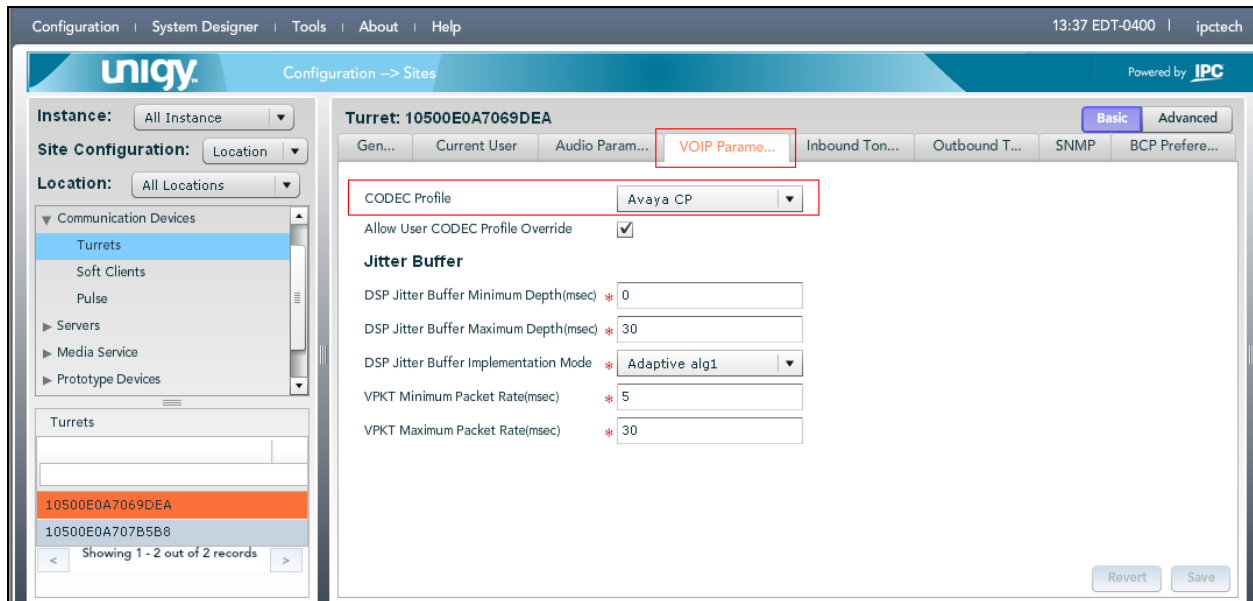 Configuration | System Designer | Tools | About | Help 13:37 EDT-0400 | ipctech
unigy Configuration --> Sites Powered by IPC
Instance: All Instance
Site Configuration: Location
Location: All Locations
Communication Devices
Turrets
Soft Clients
Pulse
Servers
Media Service
Prototype Devices
Turrets
10500E0A7069DEA
10500E0A707B5B8
< Showing 1 - 2 out of 2 records >
Turret: 10500E0A7069DEA Basic Advanced
Gen... Current User Audio Param... VOIP Parame... Inbound Ton... Outbound T... SNMP BCP Prefere...
CODEC Profile Avaya CP
Allow User CODEC Profile Override
Jitter Buffer
DSP Jitter Buffer Minimum Depth(msec) * 0
DSP Jitter Buffer Maximum Depth(msec) * 30
DSP Jitter Buffer Implementation Mode * Adaptive alg1
VPKT Minimum Packet Rate(msec) * 5
VPKT Maximum Packet Rate(msec) * 30
Revert Save